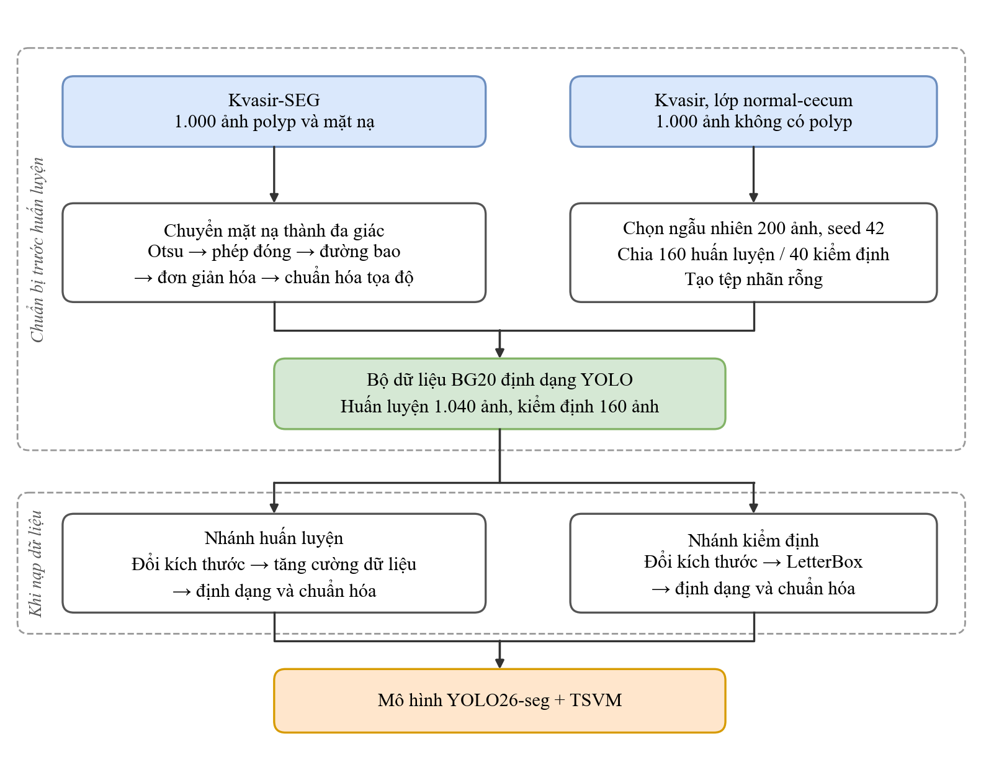 Chuẩn bị trước huấn luyện
Kvasir-SEG
1.000 ảnh polyp và mặt nạ
Kvasir, lớp normal-cecum
1.000 ảnh không có polyp
Chuyển mặt nạ thành đa giác
Otsu → phép đóng → đường bao
→ đơn giản hóa → chuẩn hóa tọa độ
Chọn ngẫu nhiên 200 ảnh, seed 42
Chia 160 huấn luyện / 40 kiểm định
Tạo tệp nhãn rỗng
Bộ dữ liệu BG20 định dạng YOLO
Huấn luyện 1.040 ảnh, kiểm định 160 ảnh
Khi nạp dữ liệu
Nhánh huấn luyện
Đổi kích thước → tăng cường dữ liệu
→ định dạng và chuẩn hóa
Nhánh kiểm định
Đổi kích thước → LetterBox
→ định dạng và chuẩn hóa
Mô hình YOLO26-seg + TSVM